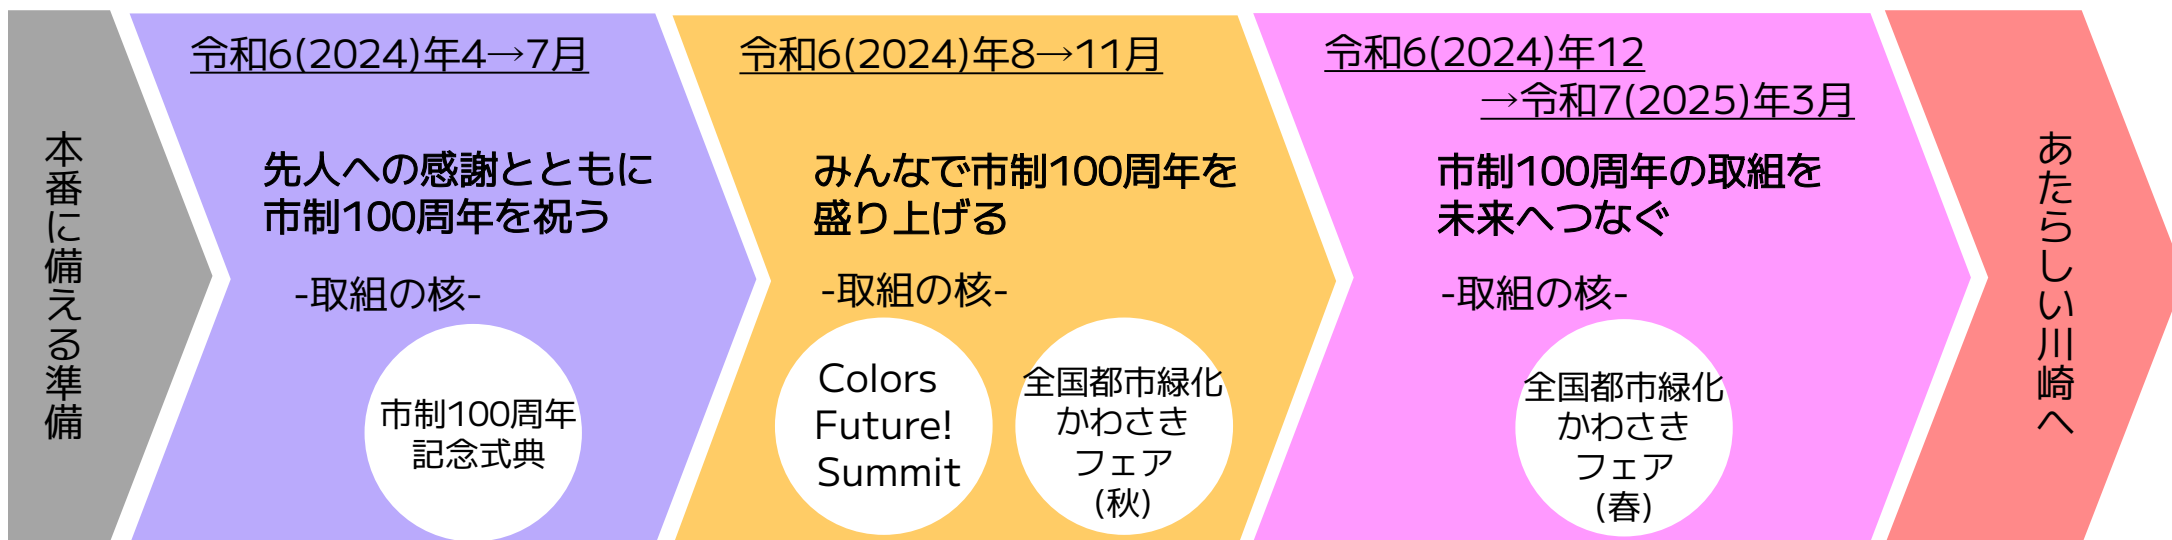 本番に備える準備
令和6(2024)年4→7月
先人への感謝とともに
市制100周年を祝う
-取組の核-
市制100周年
記念式典
令和6(2024)年8→11月
みんなで市制100周年を
盛り上げる
-取組の核-
Colors
Future!
Summit
全国都市緑化
かわさき
フェア
(秋)
令和6(2024)年12
→令和7(2025)年3月
市制100周年の取組を
未来へつなぐ
-取組の核-
全国都市緑化
かわさき
フェア
(春)
あたらしい川崎へ